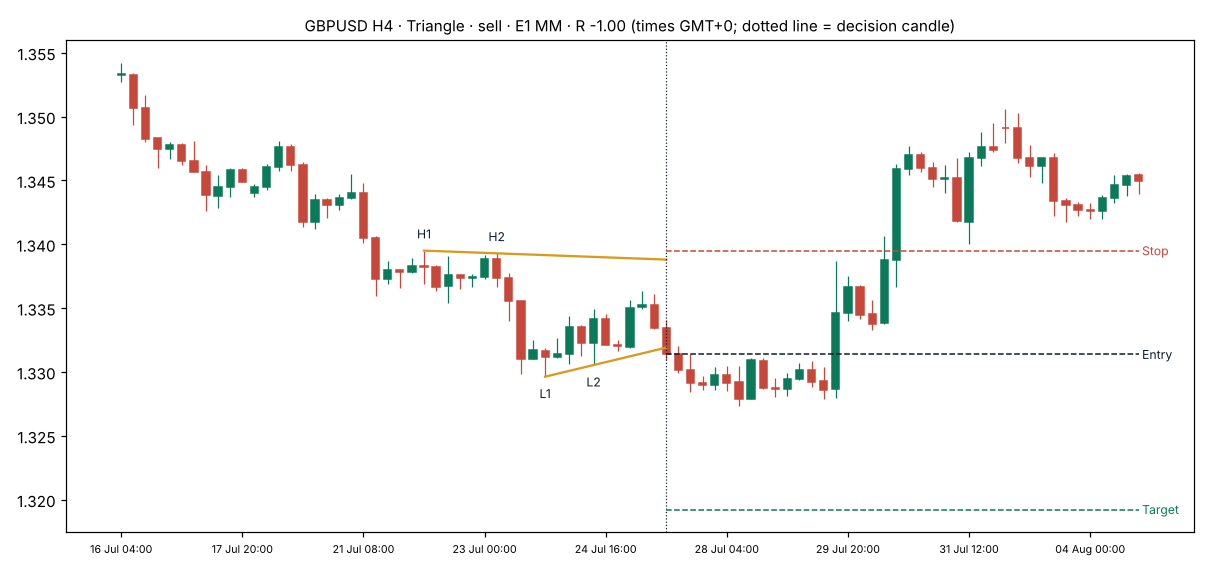 GBPUSD H4 · Triangle · sell · E1 MM · R -1.00 (times GMT+0; dotted line = decision candle)
1.355
1.350
1.345
1.340
1.335
1.330
1.325
1.320
H1
H2
L1
L2
Stop
Entry
Target
16 Jul 04:00
17 Jul 20:00
21 Jul 08:00
23 Jul 00:00
24 Jul 16:00
28 Jul 04:00
29 Jul 20:00
31 Jul 12:00
04 Aug 00:00